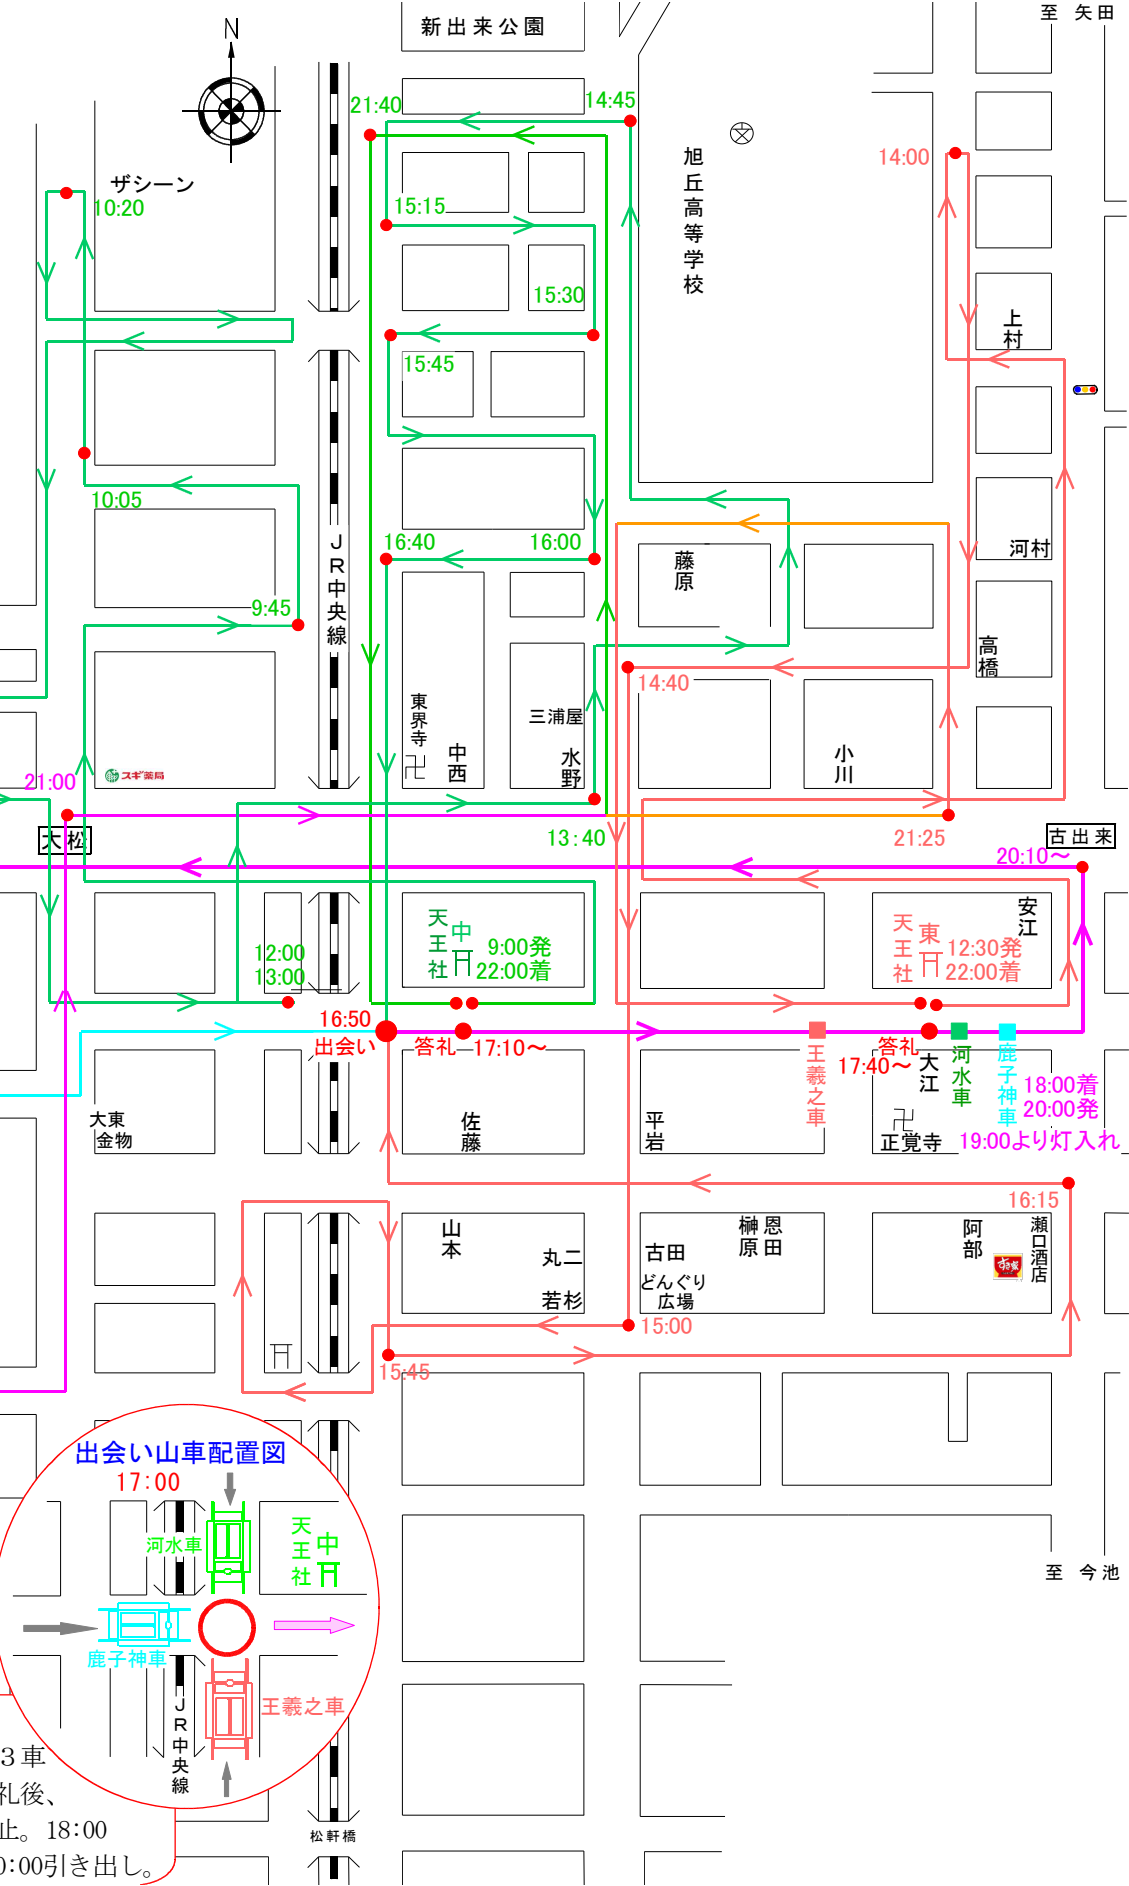 新出来公園
至 矢田
N
21:40
14:45
旭丘高等学校
14:00
ザシーン
10:20
15:15
15:30
上村
15:45
10:05
JR中央線
16:40
16:00
藤原
河村
9:45
高橋
14:40
東界寺
中西
三浦屋
水野
小川
スギ薬局
21:00
大松
13:40
21:25
古出来
20:10~
天王社
中
9:00発
22:00着
天王社
東
12:30発
22:00着
安江
12:00
13:00
16:50
出会い
答礼 17:10~
王羲之車
答礼
17:40~
大江
河水車
鹿子神車
18:00着
20:00発
正覚寺
19:00より灯入れ
大東
金物
佐藤
平岩
16:15
山本
丸二
若杉
古田
どんぐり
広場
榊原
恩田
阿部
瀬口酒店
すき家
15:00
15:45
出会い山車配置図
17:00
河水車
天王社
中
鹿子神車
王羲之車
JR中央線
至 今池
3車
礼後、
止。18:00
0:00引き出し。
松軒橋